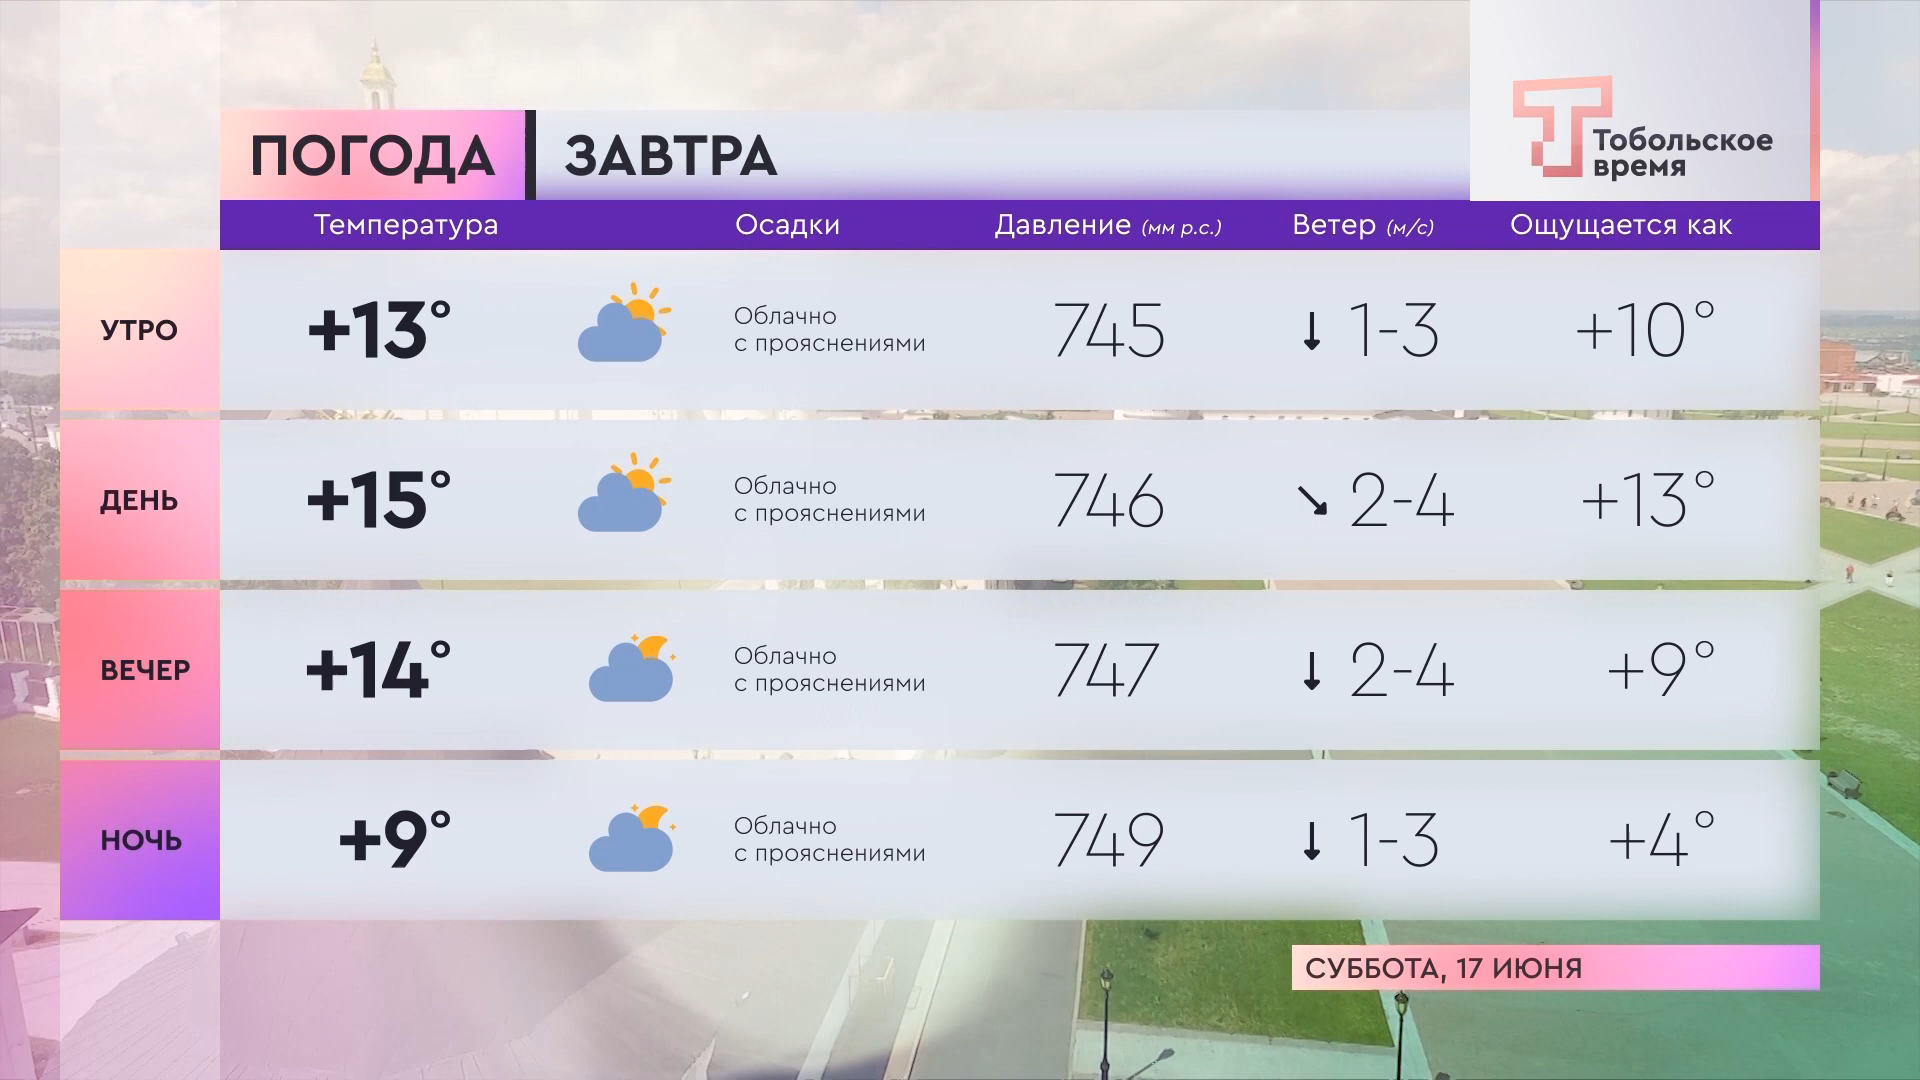 ПОГОДА ЗАВТРА
Тобольское
время
Температура Осадки Давление (мм р.с.) Ветер (м/с) Ощущается как
УТРО +13° Облачно с прояснениями 745 1-3 +10°
ДЕНЬ +15° Облачно с прояснениями 746 2-4 +13°
ВЕЧЕР +14° Облачно с прояснениями 747 2-4 +9°
НОЧЬ +9° Облачно с прояснениями 749 1-3 +4°
СУББОТА, 17 ИЮНЯ